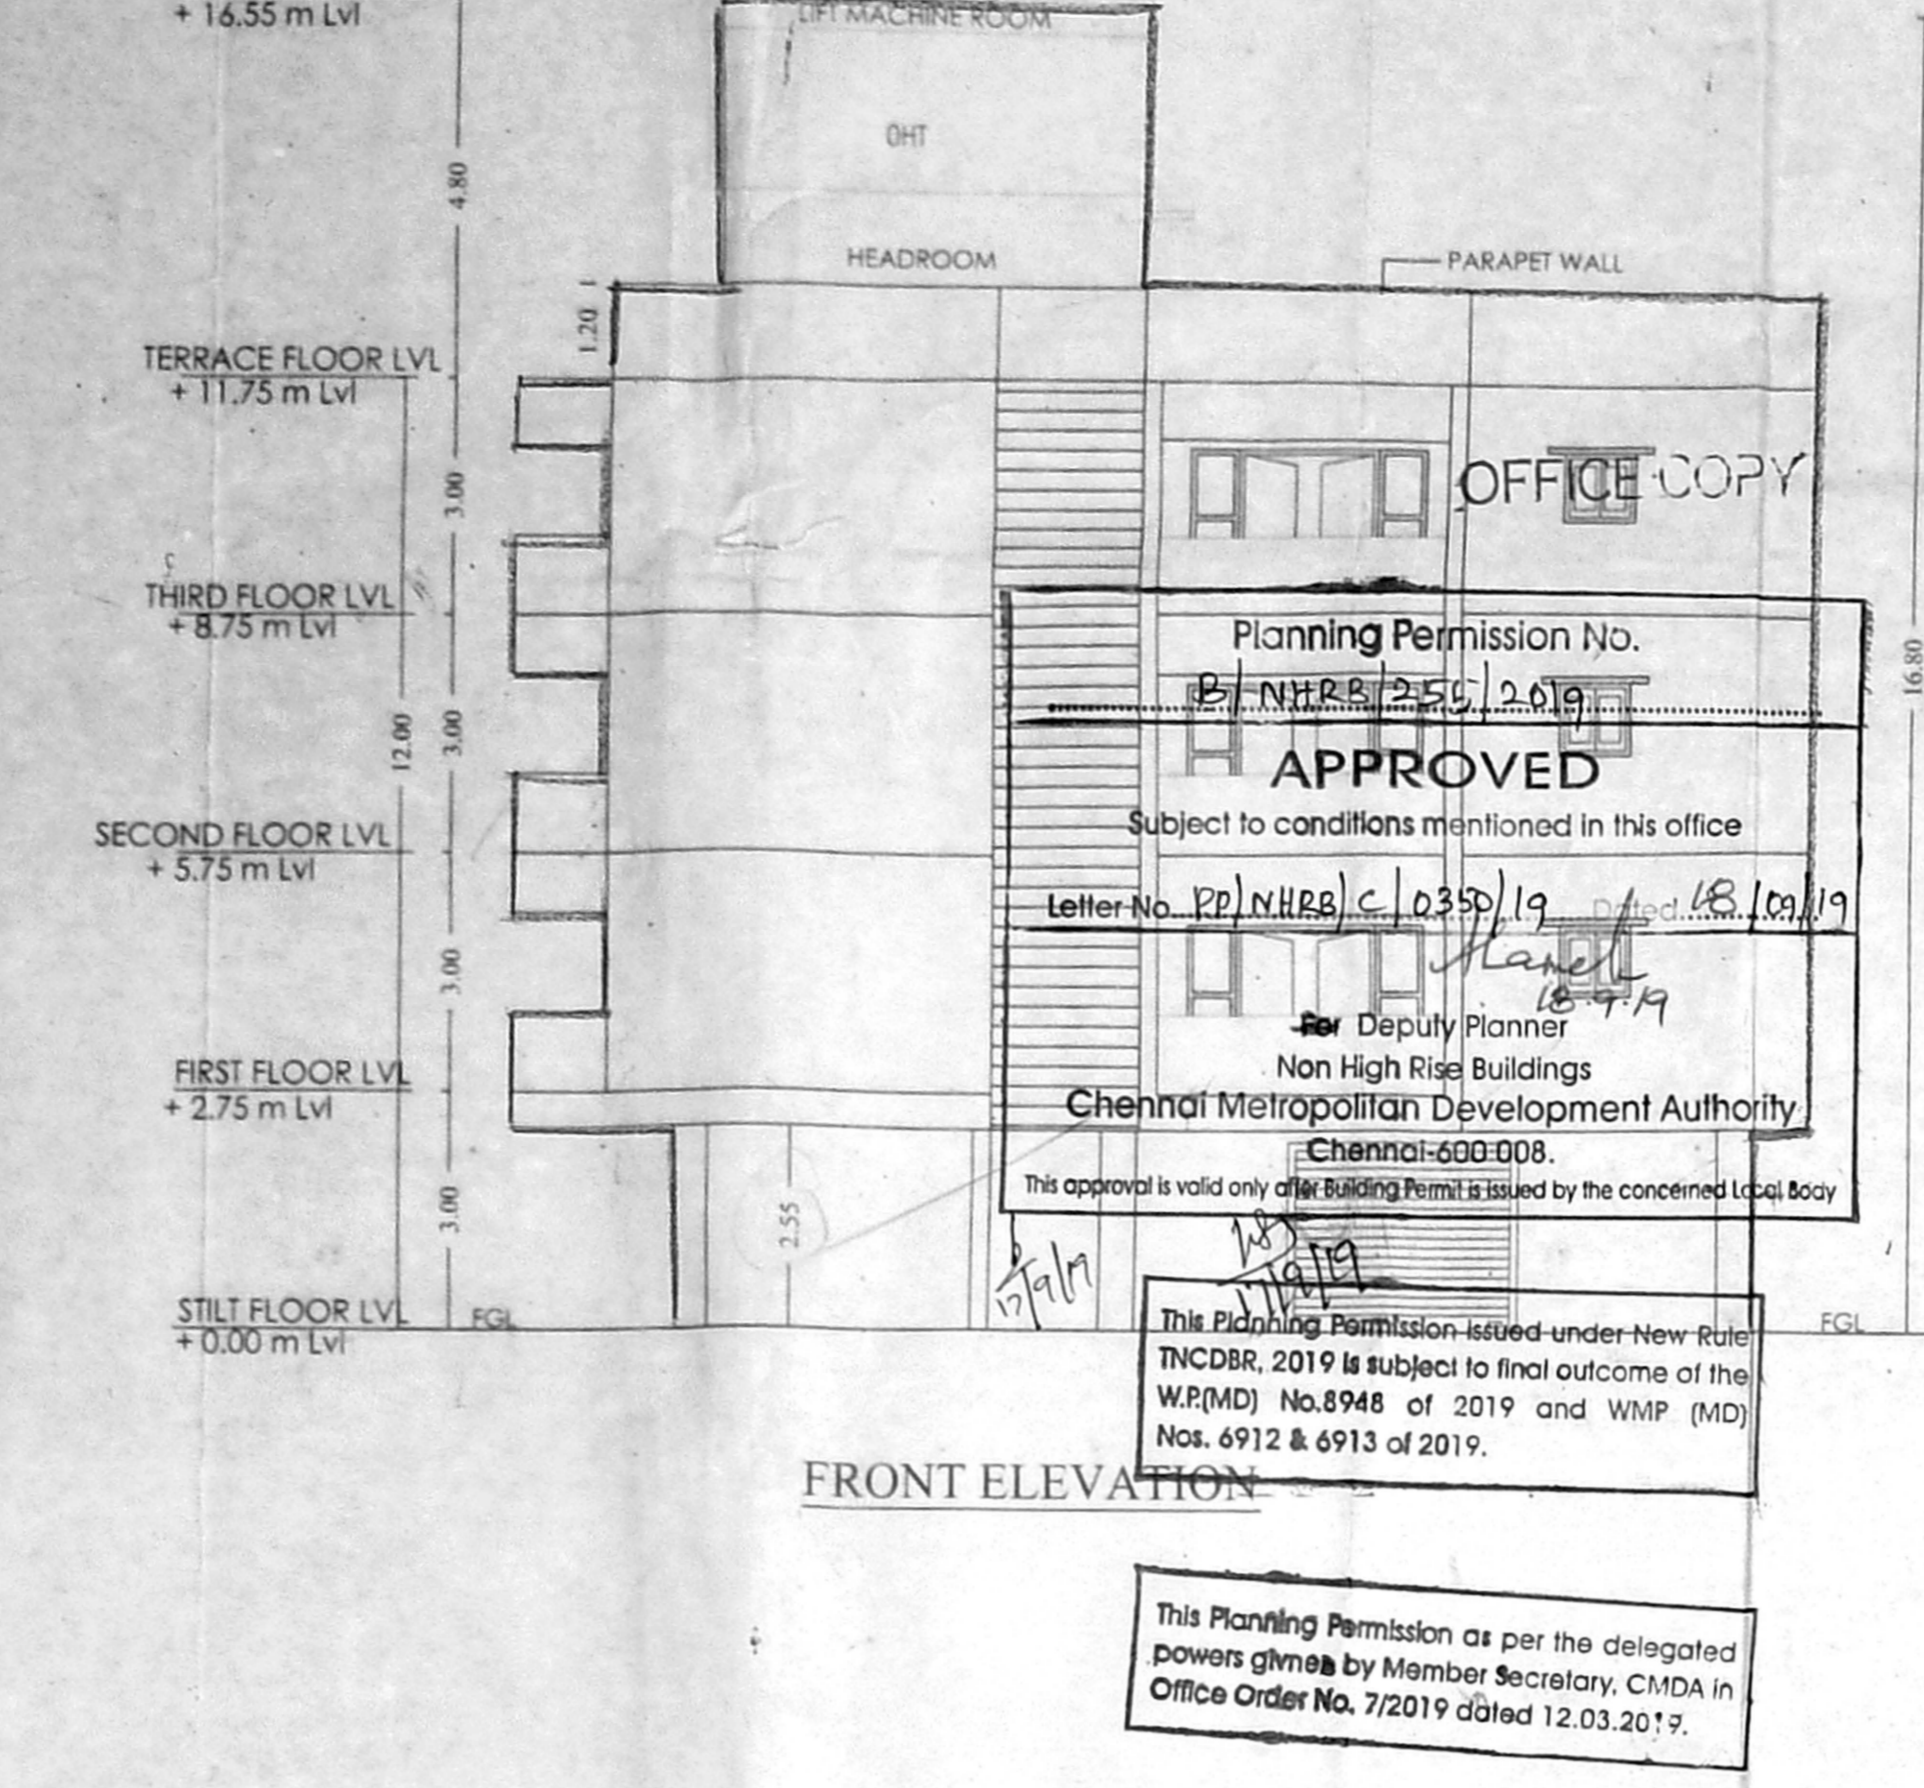 + 16.55 m Lvl
LIFT MACHINE ROOM
OHT
4.80
HEADROOM
PARAPET WALL
1.20
TERRACE FLOOR LVL
+ 11.75 m Lvl
3.00
OFFICE COPY
THIRD FLOOR LVL
+ 8.75 m Lvl
16.80
12.00
3.00
SECOND FLOOR LVL
+ 5.75 m Lvl
3.00
FIRST FLOOR LVL
+ 2.75 m Lvl
3.00
2.55
STILT FLOOR LVL
+ 0.00 m Lvl
FGL
FGL
Planning Permission No.
B/NHRB/255/2019
APPROVED
Subject to conditions mentioned in this office
Letter No. PP/NHRB/C/0350/19 Dated 18/09/19
18.9.19
For Deputy Planner
Non High Rise Buildings
Chennai Metropolitan Development Authority
Chennai-600 008.
This approval is valid only after Building Permit is issued by the concerned Local Body
17/9/19
17/9/19
This Planning Permission issued under New Rule
TNCDBR, 2019 is subject to final outcome of the
W.P.(MD) No.8948 of 2019 and WMP (MD)
Nos. 6912 & 6913 of 2019.
FRONT ELEVATION
This Planning Permission as per the delegated
powers givnen by Member Secretary, CMDA in
Office Order No. 7/2019 dated 12.03.2019.